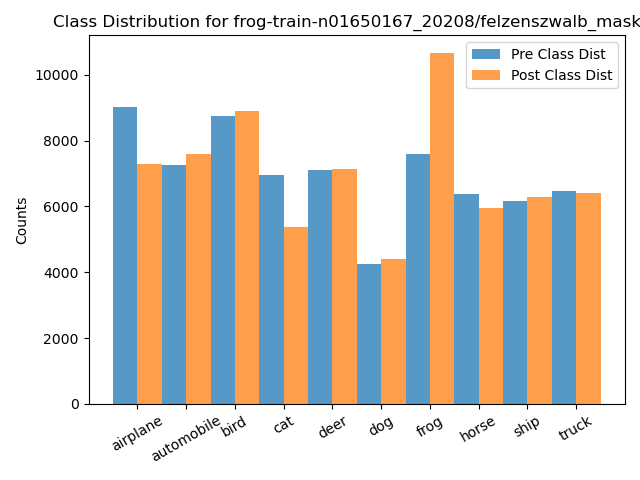 Class Distribution for frog-train-n01650167_20208/felzenszwalb_mask
Pre Class Dist
Post Class Dist
Counts
10000
8000
6000
4000
2000
0
airplane
automobile
bird
cat
deer
dog
frog
horse
ship
truck